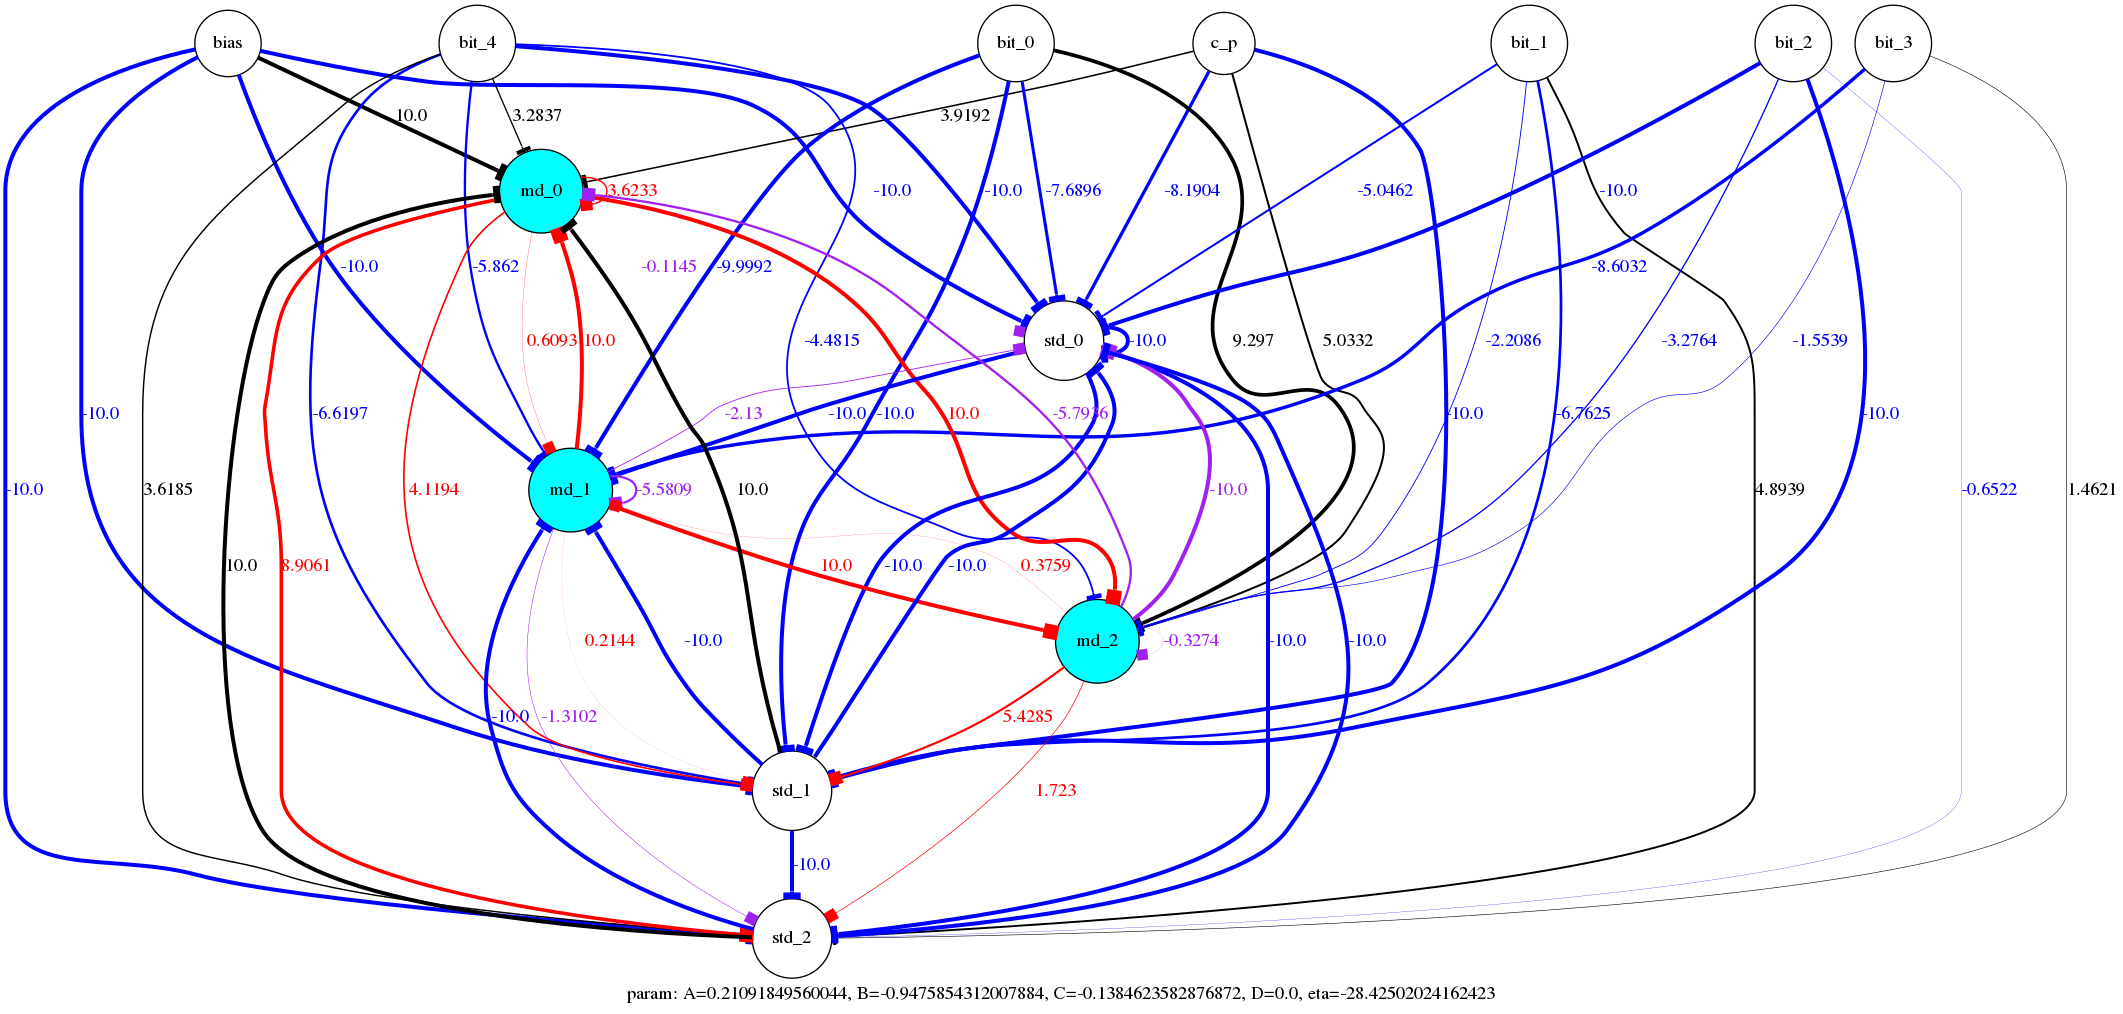 bias bit_4 bit_0 c_p bit_1 bit_2 bit_3
10.0 3.2837 3.9192
md_0 3.6233 -10.0 -10.0 -7.6896 -8.1904 -5.0462 -10.0
-10.0 -5.862 -0.1145 -9.9992 -8.6032
0.6093 10.0 -4.4815 std_0 -10.0 9.297 5.0332 -2.2086 -3.2764 -1.5539
-10.0 -6.6197 -2.13 -10.0 -10.0 10.0 -5.7936 -10.0 -6.7625 -10.0
-10.0 3.6185 4.1194 md_1 -5.5809 10.0 -10.0 4.8939 -0.6522 1.4621
10.0 8.9061 10.0 -10.0 -10.0 0.3759
0.2144 -10.0 md_2 -0.3274 -10.0 -10.0
-10.0 -1.3102 5.4285
std_1 1.723
-10.0
std_2
param: A=0.21091849560044, B=-0.9475854312007884, C=-0.1384623582876872, D=0.0, eta=-28.42502024162423